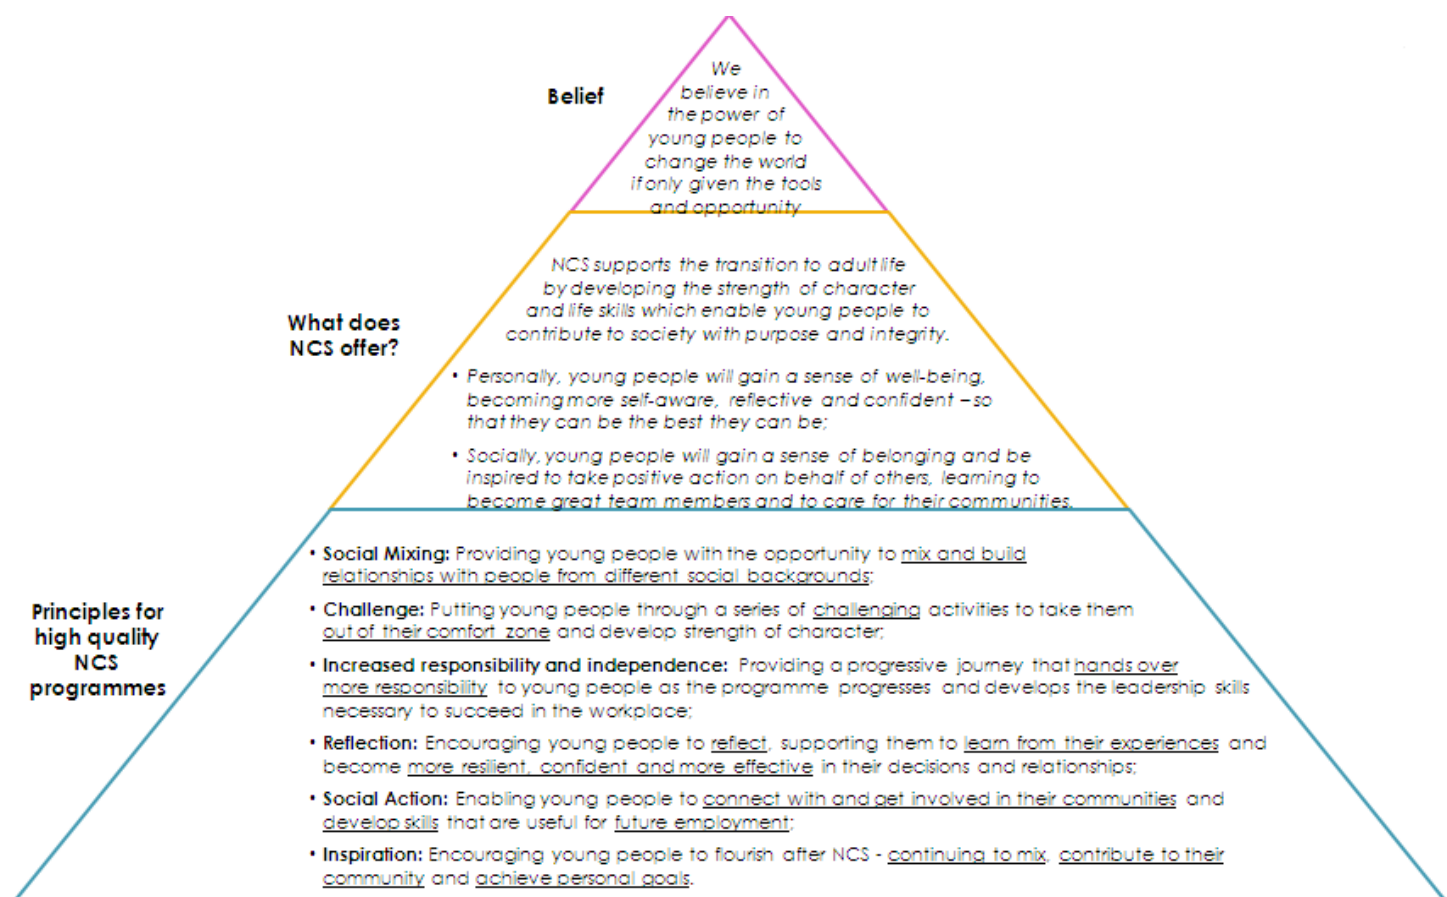 Belief
We
believe in
the power of
young people to
change the world
if only given the tools
and opportunity
What does
NCS offer?
NCS supports the transition to adult life
by developing the strength of character
and life skills which enable young people to
contribute to society with purpose and integrity.
• Personally, young people will gain a sense of well-being,
becoming more self-aware, reflective and confident – so
that they can be the best they can be;
• Socially, young people will gain a sense of belonging and be
inspired to take positive action on behalf of others, learning to
become great team members and to care for their communities.
Principles for
high quality
NCS
programmes
• Social Mixing: Providing young people with the opportunity to mix and build
relationships with people from different social backgrounds;
• Challenge: Putting young people through a series of challenging activities to take them
out of their comfort zone and develop strength of character;
• Increased responsibility and independence: Providing a progressive journey that hands over
more responsibility to young people as the programme progresses and develops the leadership skills
necessary to succeed in the workplace;
• Reflection: Encouraging young people to reflect, supporting them to learn from their experiences and
become more resilient, confident and more effective in their decisions and relationships;
• Social Action: Enabling young people to connect with and get involved in their communities and
develop skills that are useful for future employment;
• Inspiration: Encouraging young people to flourish after NCS - continuing to mix, contribute to their
community and achieve personal goals.